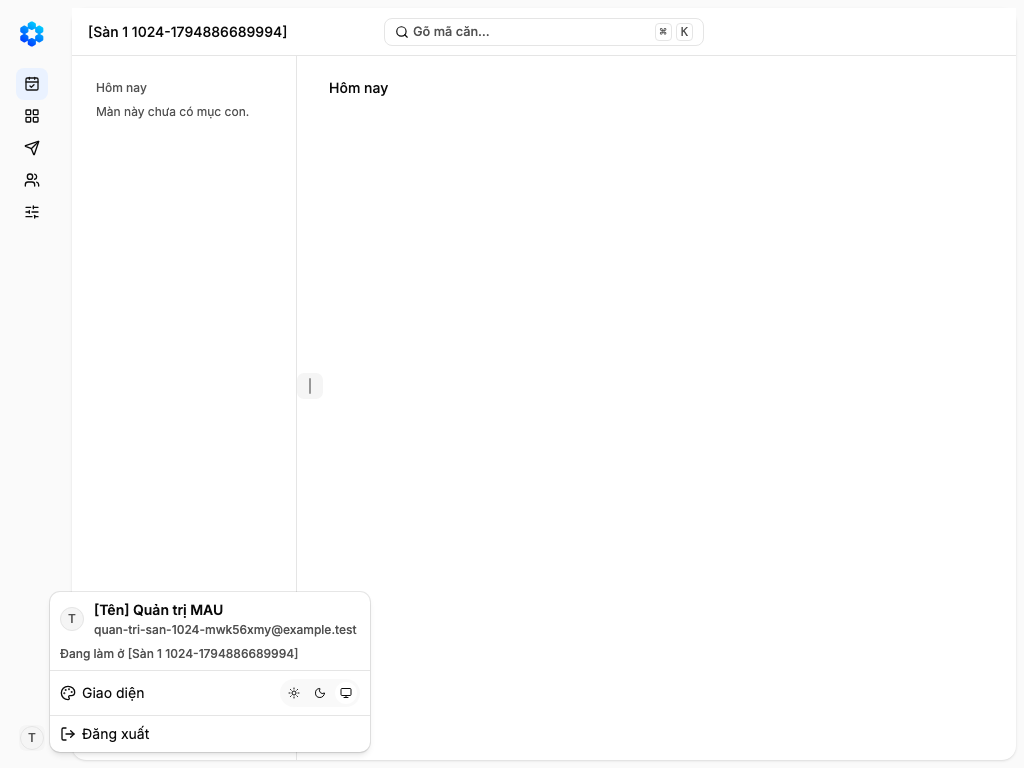 [Sàn 1 1024-1794886689994]
Gõ mã căn...
⌘ K
Hôm nay
Màn này chưa có mục con.
Hôm nay
T
[Tên] Quản trị MAU
quan-tri-san-1024-mwk56xmy@example.test
Đang làm ở [Sàn 1 1024-1794886689994]
Giao diện
Đăng xuất
T